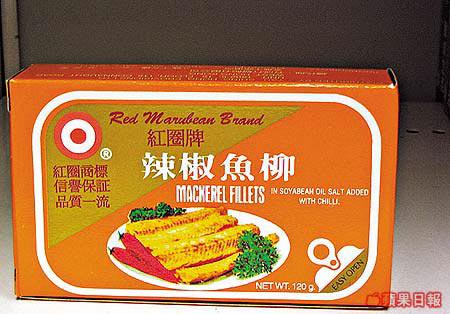 Red Marubean Brand
紅圈牌
®
紅圈商標
信譽保証
品質一流
辣椒魚柳
MACKEREL FILLETS
IN SOYABEAN OIL SALT ADDED
WITH CHILLI.
EASY OPEN
NET WT. 120 g.
蘋果日報